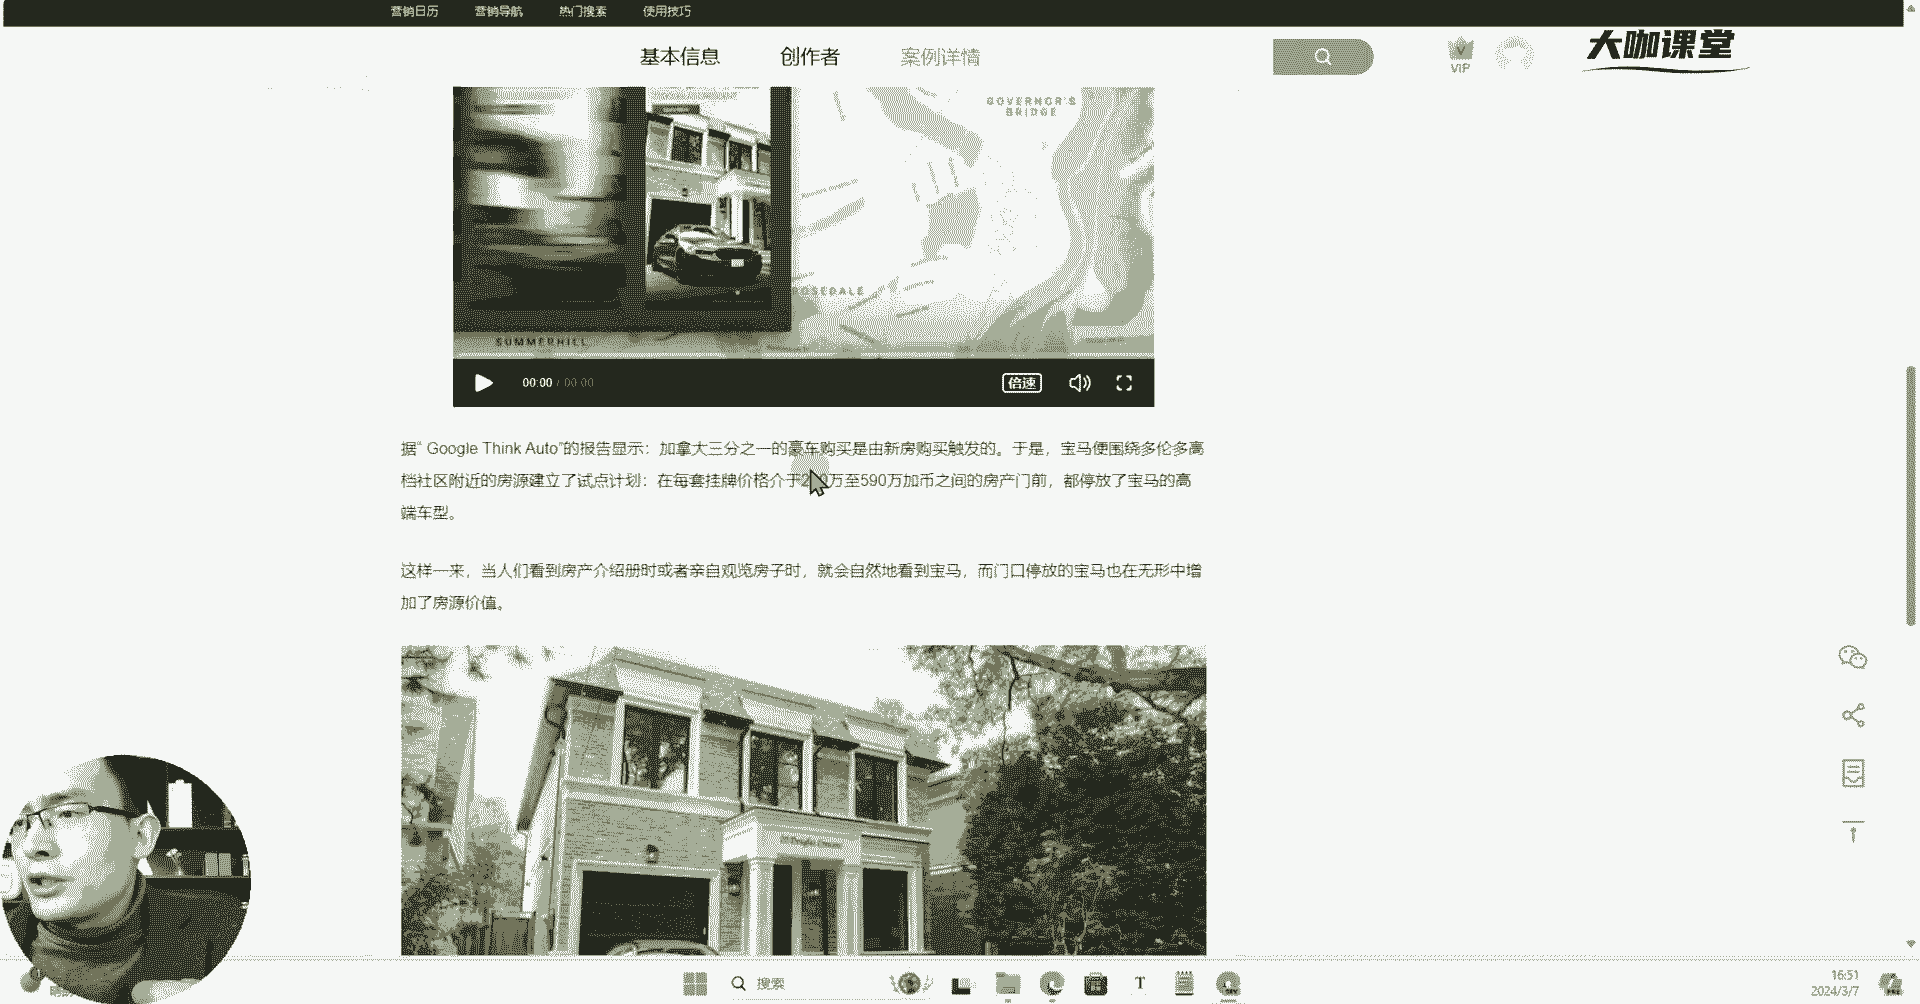 营销日历 营销导航 热门搜索 使用技巧
基本信息 创作者 案例详情
VIP
大咖课堂
GOVERNOR'S
BRIDGE
ROSEDALE
SUMMERHILL
00:00 / 00:00 倍速
据“ Google Think Auto”的报告显示：加拿大三分之一的豪车购买是由新房购买触发的。于是，宝马便围绕多伦多高
档社区附近的房源建立了试点计划：在每套挂牌价格介于万至590万加币之间的房产门前，都停放了宝马的高
端车型。
这样一来，当人们看到房产介绍册时或者亲自观览房子时，就会自然地看到宝马，而门口停放的宝马也在无形中增
加了房源价值。
搜索
T
16:51
2024/3/7